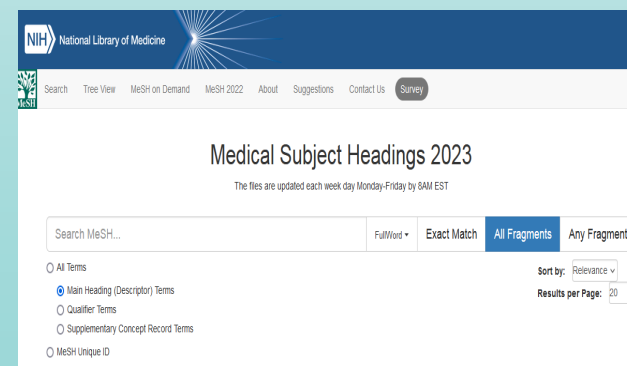 NIH National Library of Medicine
MeSH Search Tree View MeSH on Demand MeSH 2022 About Suggestions Contact Us Survey
Medical Subject Headings 2023
The files are updated each week day Monday-Friday by 8AM EST
Search MeSH... FullWord Exact Match All Fragments Any Fragment
All Terms Sort by: Relevance
Main Heading (Descriptor) Terms Results per Page: 20
Qualifier Terms
Supplementary Concept Record Terms
MeSH Unique ID